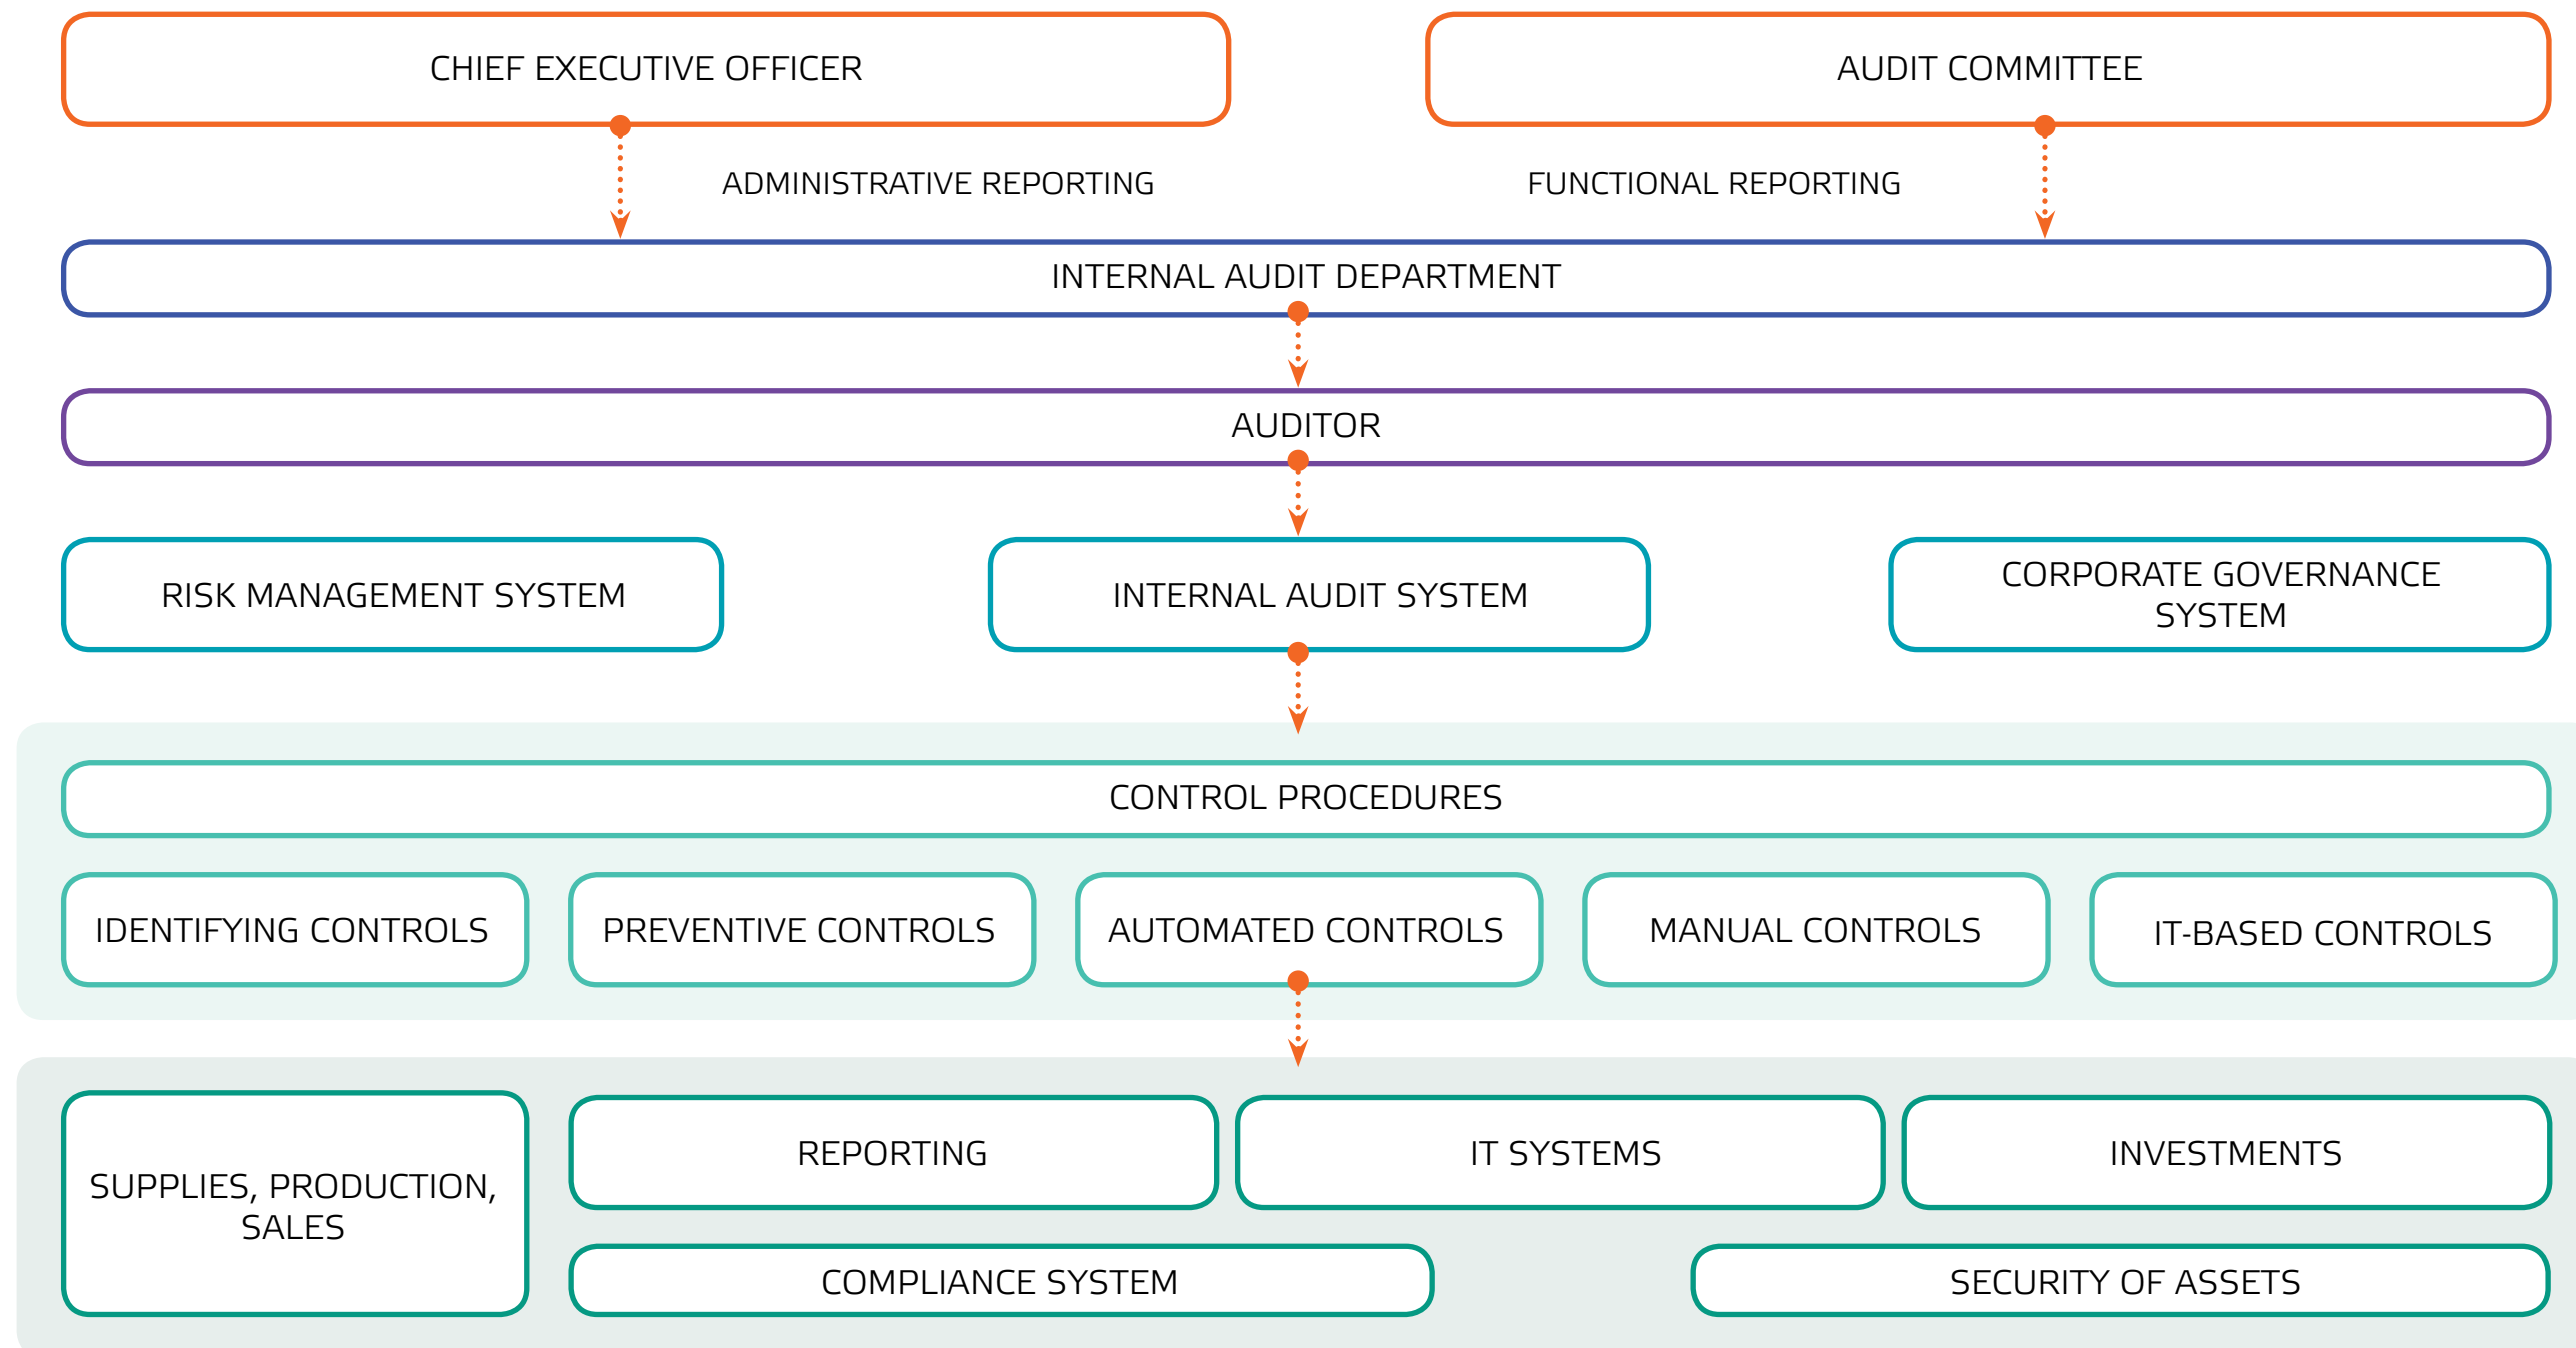 CHIEF EXECUTIVE OFFICER
AUDIT COMMITTEE
ADMINISTRATIVE REPORTING
FUNCTIONAL REPORTING
INTERNAL AUDIT DEPARTMENT
AUDITOR
RISK MANAGEMENT SYSTEM
INTERNAL AUDIT SYSTEM
CORPORATE GOVERNANCE
SYSTEM
CONTROL PROCEDURES
IDENTIFYING CONTROLS
PREVENTIVE CONTROLS
AUTOMATED CONTROLS
MANUAL CONTROLS
IT-BASED CONTROLS
SUPPLIES, PRODUCTION,
SALES
REPORTING
IT SYSTEMS
INVESTMENTS
COMPLIANCE SYSTEM
SECURITY OF ASSETS